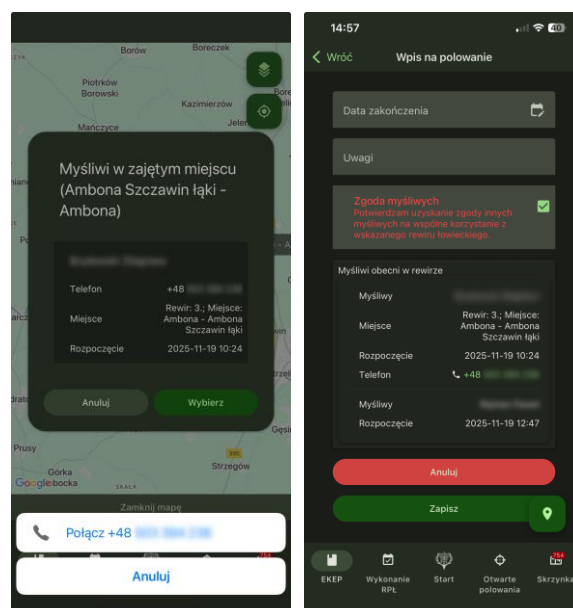 Borów
Boreczek
Piotrków
Borowski
Kazimierzów
Mańczyce
Myśliwi w zajętym miejscu
(Ambona Szczawin łąki -
Ambona)
Telefon +48
Miejsce Rewir: 3.; Miejsce:
Ambona - Ambona
Szczawin łąki
Rozpoczęcie 2025-11-19 10:24
Anuluj Wybierz
Prusy
395
Górka
Strzegów
Google
Zamknij mapę
Połącz +48
Anuluj
14:57 40
Wróć Wpis na polowanie
Data zakończenia
Uwagi
Zgoda myśliwych
Potwierdzam uzyskanie zgody innych
myśliwych na wspólne korzystanie z
wskazanego rewiru łowieckiego.
Myśliwi obecni w rewirze
Myśliwy
Miejsce Rewir: 3.; Miejsce:
Ambona - Ambona
Szczawin łąki
Rozpoczęcie 2025-11-19 10:24
Telefon +48
Myśliwy
Rozpoczęcie 2025-11-19 12:47
Anuluj
Zapisz
754
EKEP Wykonanie RPŁ Start Otwarte polowania Skrzynka